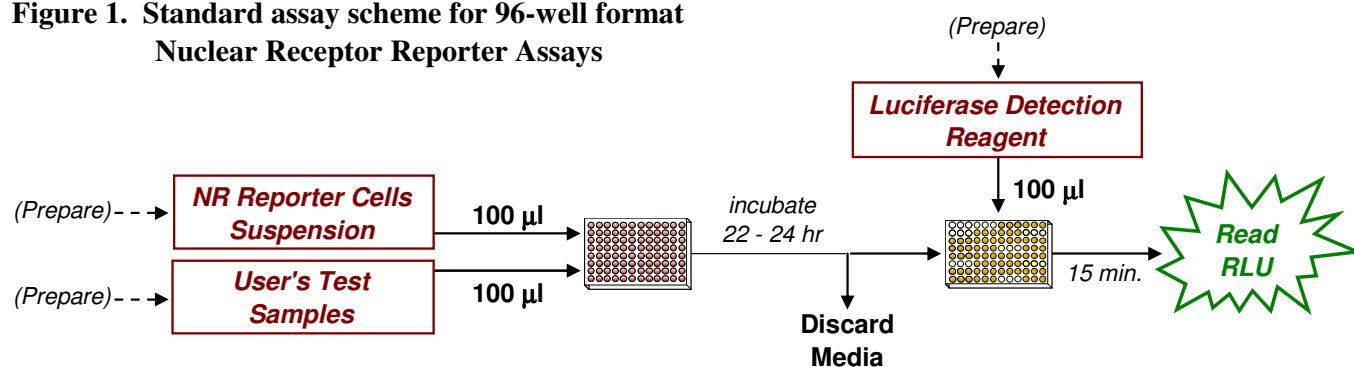 Figure 1. Standard assay scheme for 96-well format
Nuclear Receptor Reporter Assays
(Prepare)
Luciferase Detection
Reagent
100 µl
(Prepare)
NR Reporter Cells
Suspension
100 µl
(Prepare)
User's Test
Samples
100 µl
incubate
22 - 24 hr
Discard
Media
15 min.
Read
RLU